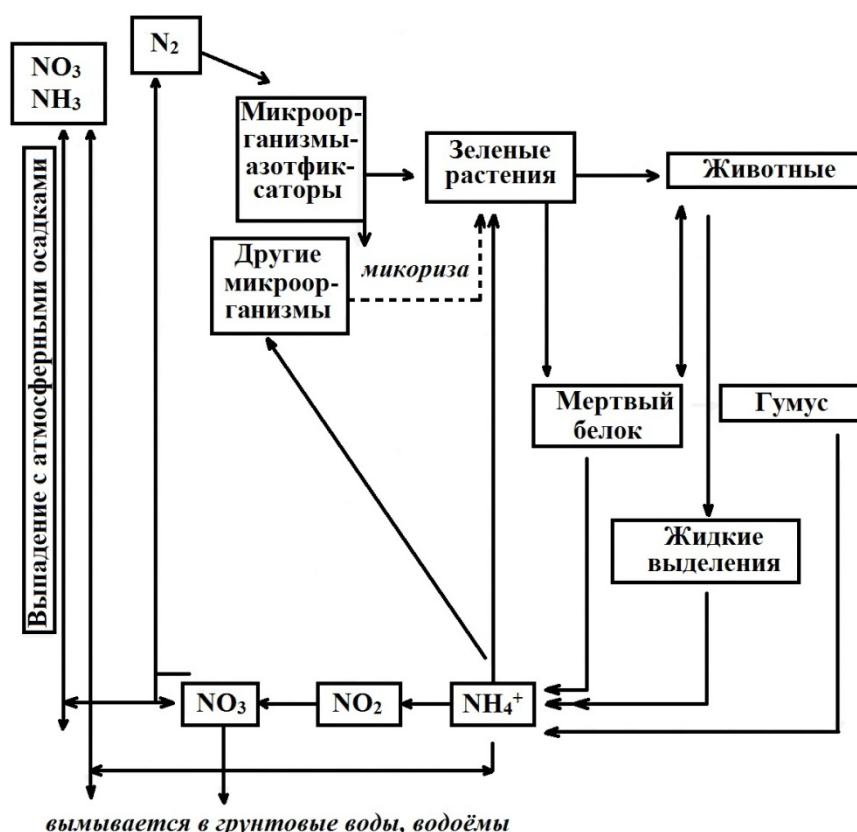 N₂
NO₃
NH₃
Микроор-
ганизмы-
азотфик-
саторы
Зеленые
растения
Животные
Другие
микроор-
ганизмы
микориза
Выпадение с атмосферными осадками
Мертвый
белок
Гумус
Жидкие
выделения
NO₃
NO₂
NH₄⁺
вымывается в грунтовые воды, водоёмы